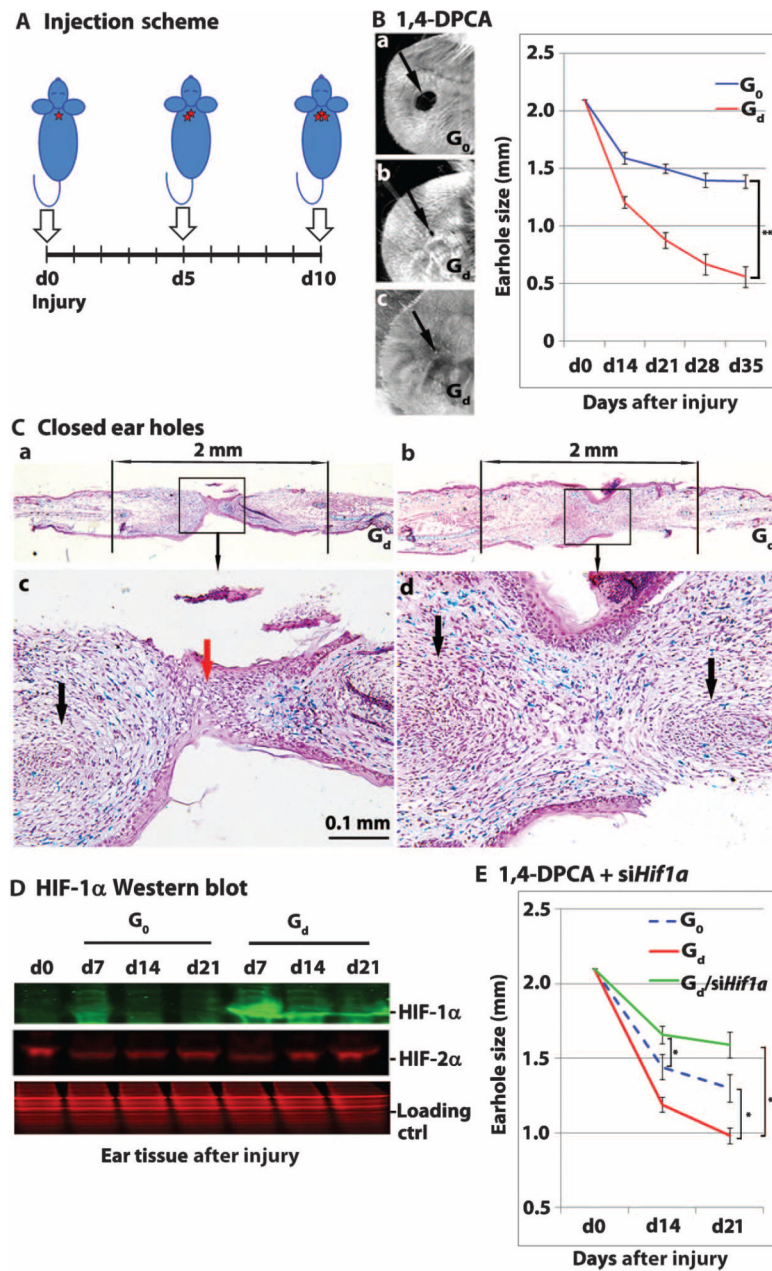 A Injection scheme
d0 d5 d10
Injury
B 1,4-DPCA
a
G0
b
Gd
c
Gd
2.5
2.0
1.5
1.0
0.5
0
Earhole size (mm)
G0
Gd
**
d0 d14 d21 d28 d35
Days after injury
C Closed ear holes
a
2 mm
Gd
b
2 mm
Gd
c
0.1 mm
d
D HIF-1α Western blot
G0 Gd
d0 d7 d14 d21 d7 d14 d21
-HIF-1α
-HIF-2α
-Loading
ctrl
Ear tissue after injury
E 1,4-DPCA + siHif1a
2.5
2.0
1.5
1.0
0.5
Earhole size (mm)
G0
Gd
Gd/siHif1a
*
*
*
d0 d14 d21
Days after injury